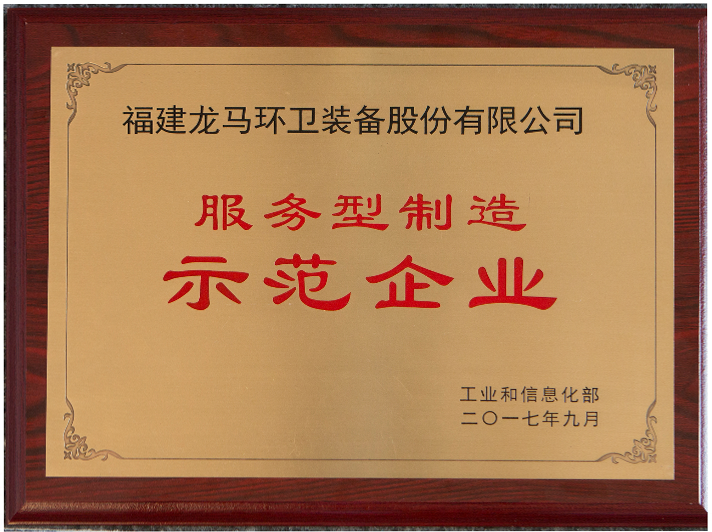 福建龙马环卫装备股份有限公司
服务型制造
示范企业
工业和信息化部
二〇一七年九月